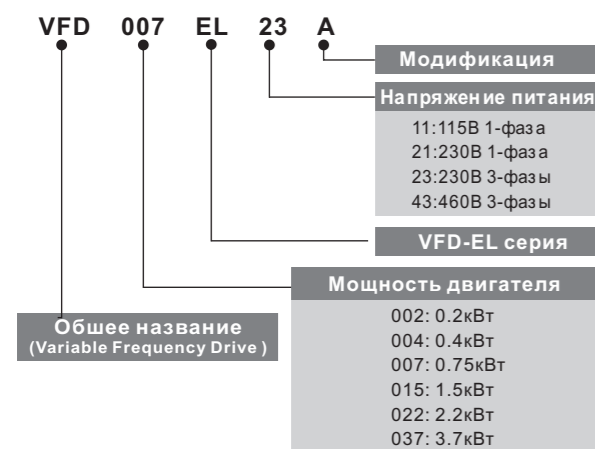 VFD 007 EL 23 A
Модификация
Напряжение питания
11:115В 1-фаза
21:230В 1-фаза
23:230В 3-фазы
43:460В 3-фазы
VFD-EL серия
Мощность двигателя
002: 0.2кВт
004: 0.4кВт
007: 0.75кВт
015: 1.5кВт
022: 2.2кВт
037: 3.7кВт
Обшее название
(Variable Frequency Drive )